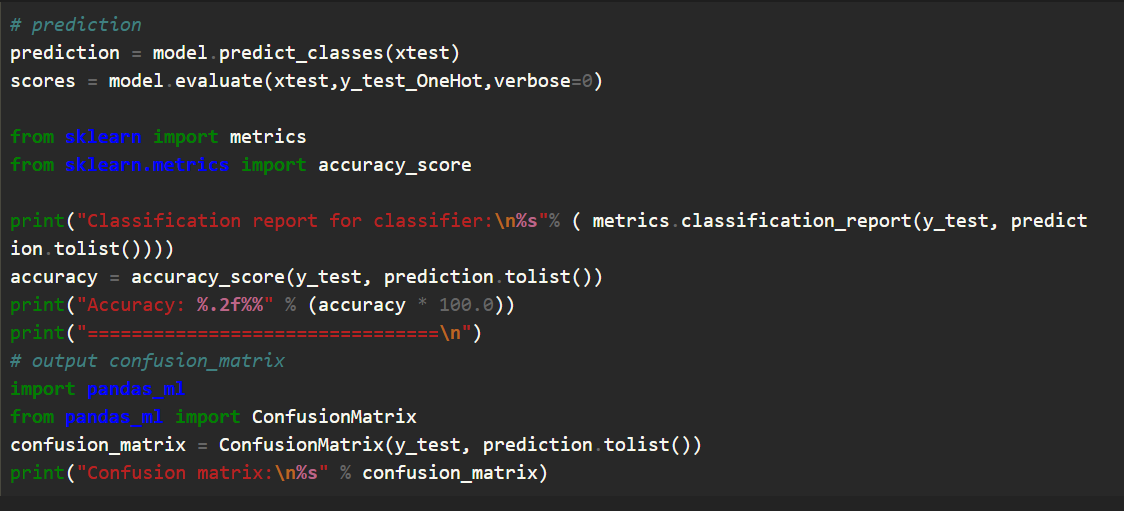 # prediction
prediction = model.predict_classes(xtest)
scores = model.evaluate(xtest,y_test_OneHot,verbose=0)
from sklearn import metrics
from sklearn.metrics import accuracy_score
print("Classification report for classifier:\n%s"% ( metrics.classification_report(y_test, predict
ion.tolist())))
accuracy = accuracy_score(y_test, prediction.tolist())
print("Accuracy: %.2f%%" % (accuracy * 100.0))
print("================================\n")
# output confusion_matrix
import pandas_ml
from pandas_ml import ConfusionMatrix
confusion_matrix = ConfusionMatrix(y_test, prediction.tolist())
print("Confusion matrix:\n%s" % confusion_matrix)